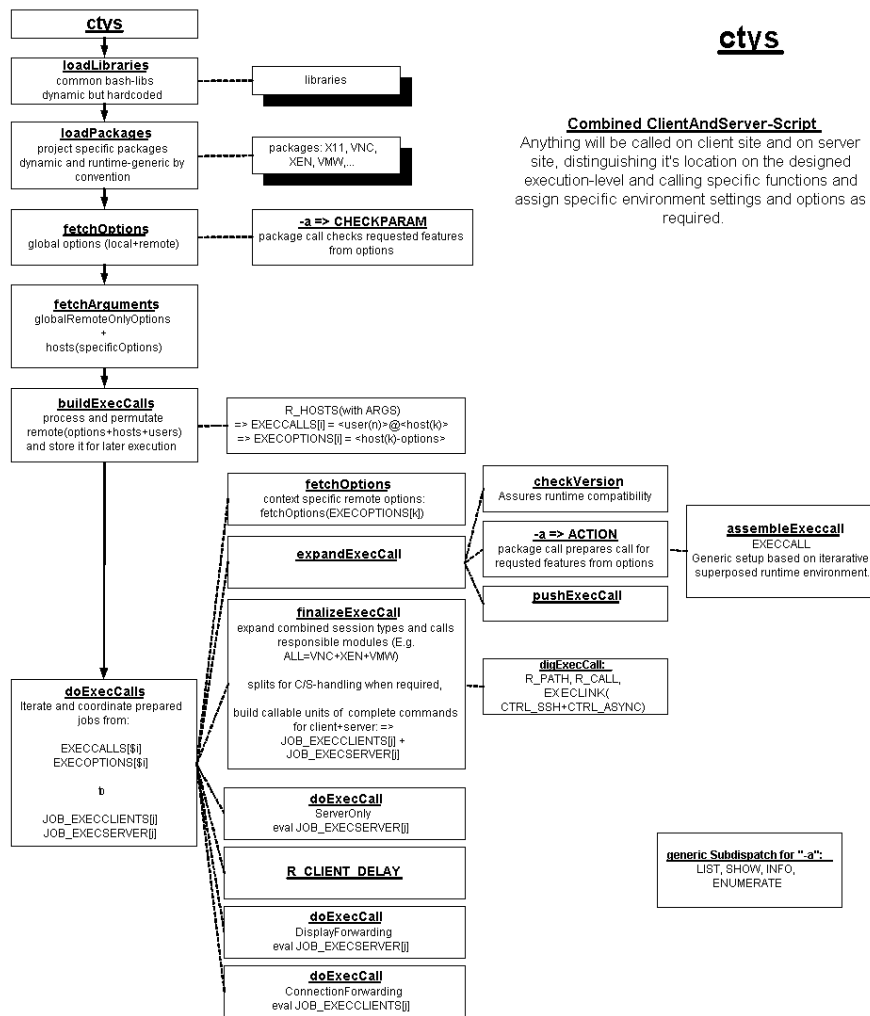 ctys
ctys
loadLibraries
common bash-libs
dynamic but hardcoded
libraries
loadPackages
project specific packages
dynamic and runtime-generic by
convention
packages: X11, VNC,
XEN, VMW,...
Combined ClientAndServer-Script
Anything will be called on client site and on server
site, distinguishing it's location on the designed
execution-level and calling specific functions and
assign specific environment settings and options as
required.
fetchOptions
global options (local+remote)
-a => CHECKPARAM
package call checks requested features
from options
fetchArguments
globalRemoteOnlyOptions
+
hosts(specificOptions)
buildExecCalls
process and permutate
remote(options+hosts+users)
and store it for later execution
R_HOSTS(with ARGS)
=> EXECCALLS[i] = <user(n)>@<host(k)>
=> EXECOPTIONS[i] = <host(k)-options>
fetchOptions
context specific remote options:
fetchOptions(EXECOPTIONS[k])
checkVersion
Assures runtime compatibility
expandExecCall
-a => ACTION
package call prepares call for
requsted features from options
assembleExeccall
EXECCALL
Generic setup based on iterarative
superposed runtime environment.
pushExecCall
finalizeExecCall
expand combined session types and calls
responsible modules (E.g.
ALL=VNC+XEN+VMW)
splits for C/S-handling when required,
build callable units of complete commands
for client+server: =>
JOB_EXECCLIENTS[j] +
JOB_EXECSERVER[j]
digExecCall:
R_PATH, R_CALL,
EXECLINK(
CTRL_SSH+CTRL_ASYNC)
doExecCalls
Iterate and coordinate prepared
jobs from:
EXECCALLS[$i]
EXECOPTIONS[$i]
to
JOB_EXECCLIENTS[j]
JOB_EXECSERVER[j]
doExecCall
ServerOnly
eval JOB_EXECSERVER[j]
R_CLIENT_DELAY
doExecCall
DisplayForwarding
eval JOB_EXECSERVER[j]
doExecCall
ConnectionForwarding
eval JOB_EXECCLIENTS[j]
generic Subdispatch for "-a":
LIST, SHOW, INFO,
ENUMERATE